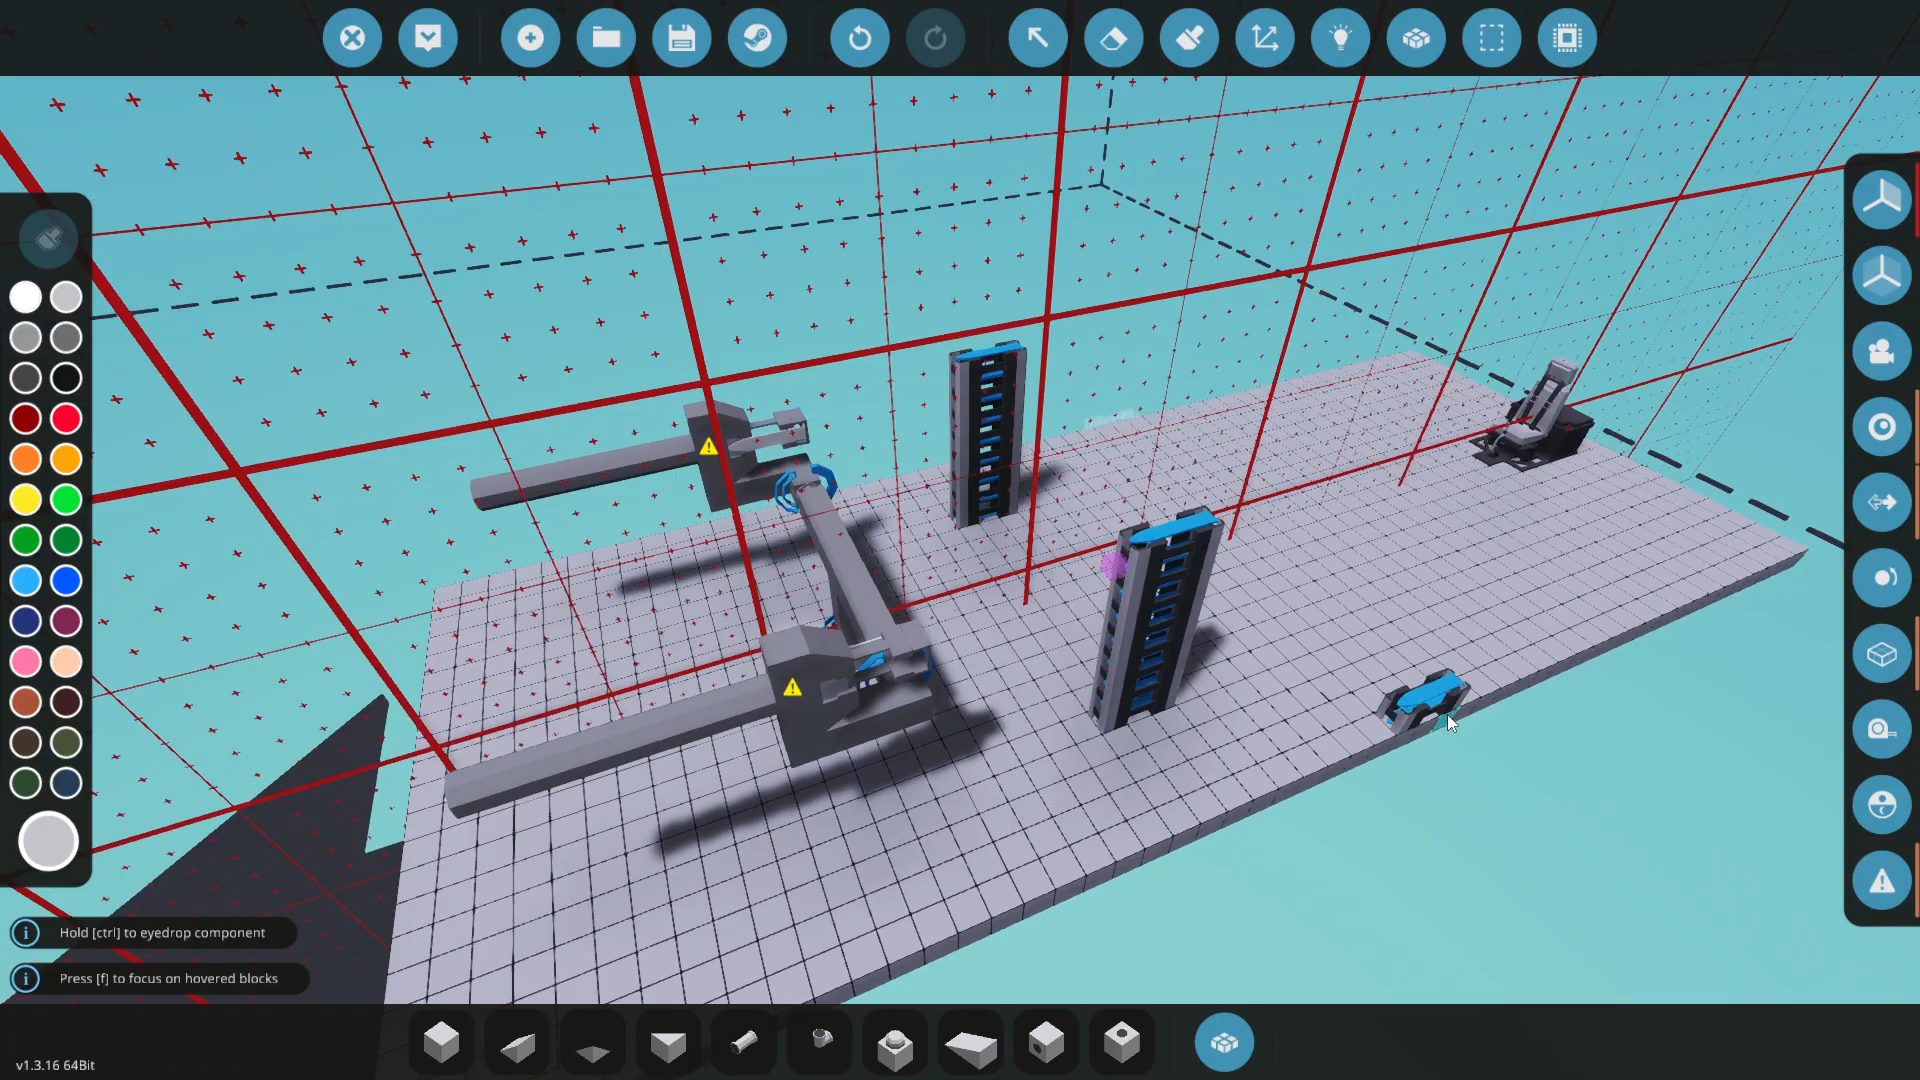 Hold [ctrl] to eyedrop component
Press [f] to focus on hovered blocks
v1.3.16 64Bit